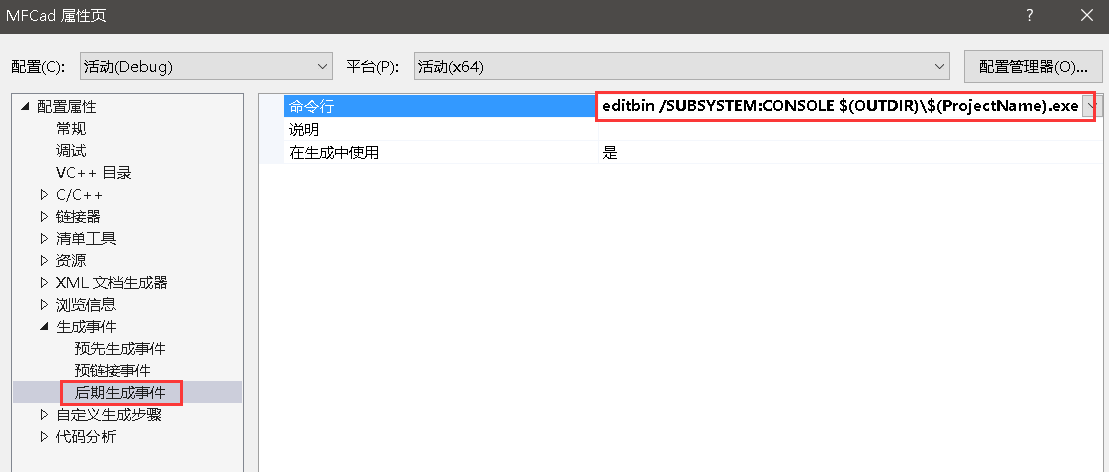 MFCad 属性页
配置(C): 活动(Debug) 平台(P): 活动(x64) 配置管理器(O)...
配置属性
常规
调试
VC++ 目录
C/C++
链接器
清单工具
资源
XML 文档生成器
浏览信息
生成事件
预先生成事件
预链接事件
后期生成事件
自定义生成步骤
代码分析
命令行 editbin /SUBSYSTEM:CONSOLE $(OUTDIR)\$(ProjectName).exe
说明
在生成中使用 是